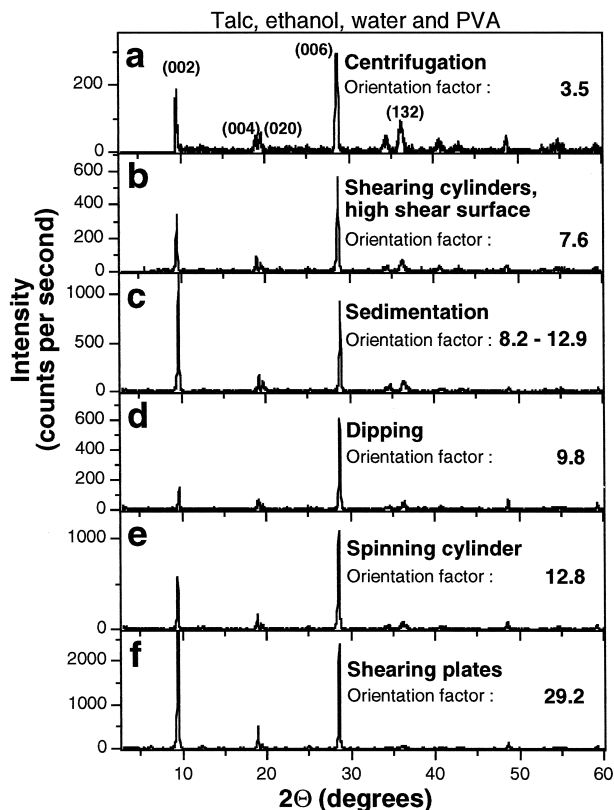 Talc, ethanol, water and PVA
a
(002)
(006)
Centrifugation
Orientation factor : 3.5
(004) (020)
(132)
200
0
b
Shearing cylinders,
high shear surface
Orientation factor : 7.6
600
400
200
0
c
Sedimentation
Orientation factor : 8.2 - 12.9
1000
500
0
d
Dipping
Orientation factor : 9.8
600
400
200
0
e
Spinning cylinder
Orientation factor : 12.8
1000
0
f
Shearing plates
Orientation factor : 29.2
2000
1000
0
Intensity
(counts per second)
10 20 30 40 50 60
2Θ (degrees)